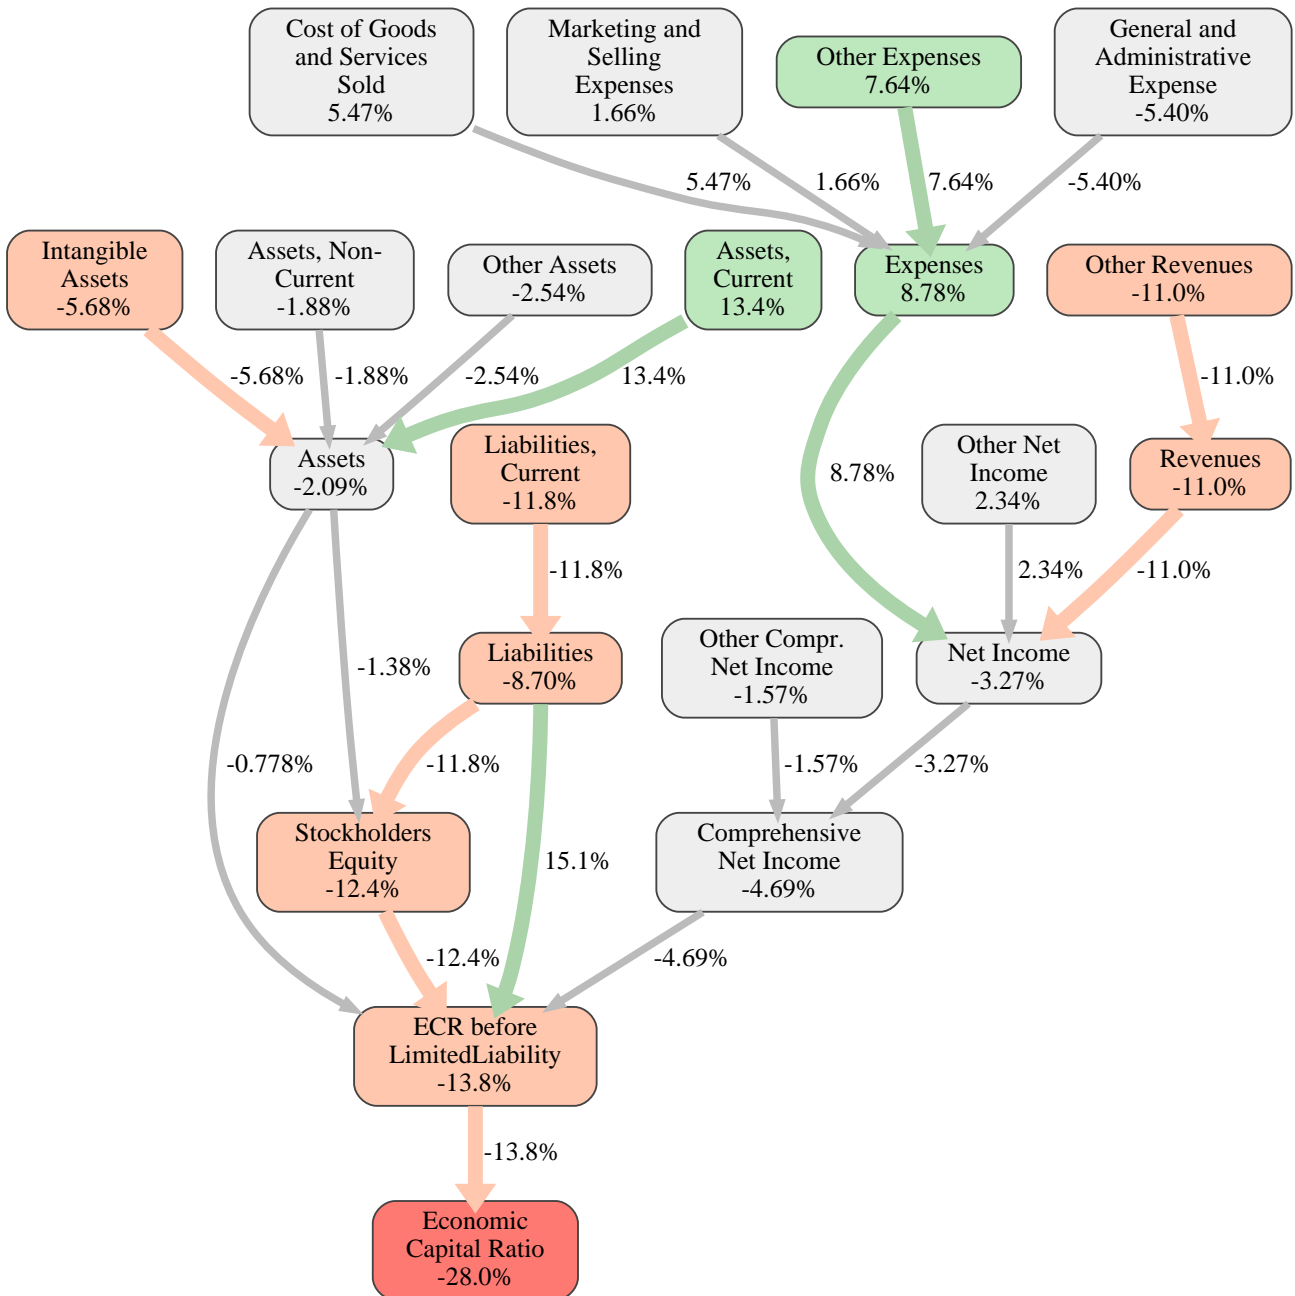 Cost of Goods
and Services
Sold
5.47%
Marketing and
Selling
Expenses
1.66%
Other Expenses
7.64%
General and
Administrative
Expense
-5.40%
5.47%
1.66%
7.64%
-5.40%
Intangible
Assets
-5.68%
Assets, Non-
Current
-1.88%
Other Assets
-2.54%
Assets,
Current
13.4%
Expenses
8.78%
Other Revenues
-11.0%
-5.68%
-1.88%
-2.54%
13.4%
-11.0%
Assets
-2.09%
Liabilities,
Current
-11.8%
8.78%
Other Net
Income
2.34%
Revenues
-11.0%
-11.8%
2.34%
-11.0%
Liabilities
-8.70%
Other Compr.
Net Income
-1.57%
Net Income
-3.27%
-1.38%
-0.778%
-11.8%
-1.57%
-3.27%
Stockholders
Equity
-12.4%
15.1%
Comprehensive
Net Income
-4.69%
-12.4%
-4.69%
ECR before
LimitedLiability
-13.8%
-13.8%
Economic
Capital Ratio
-28.0%